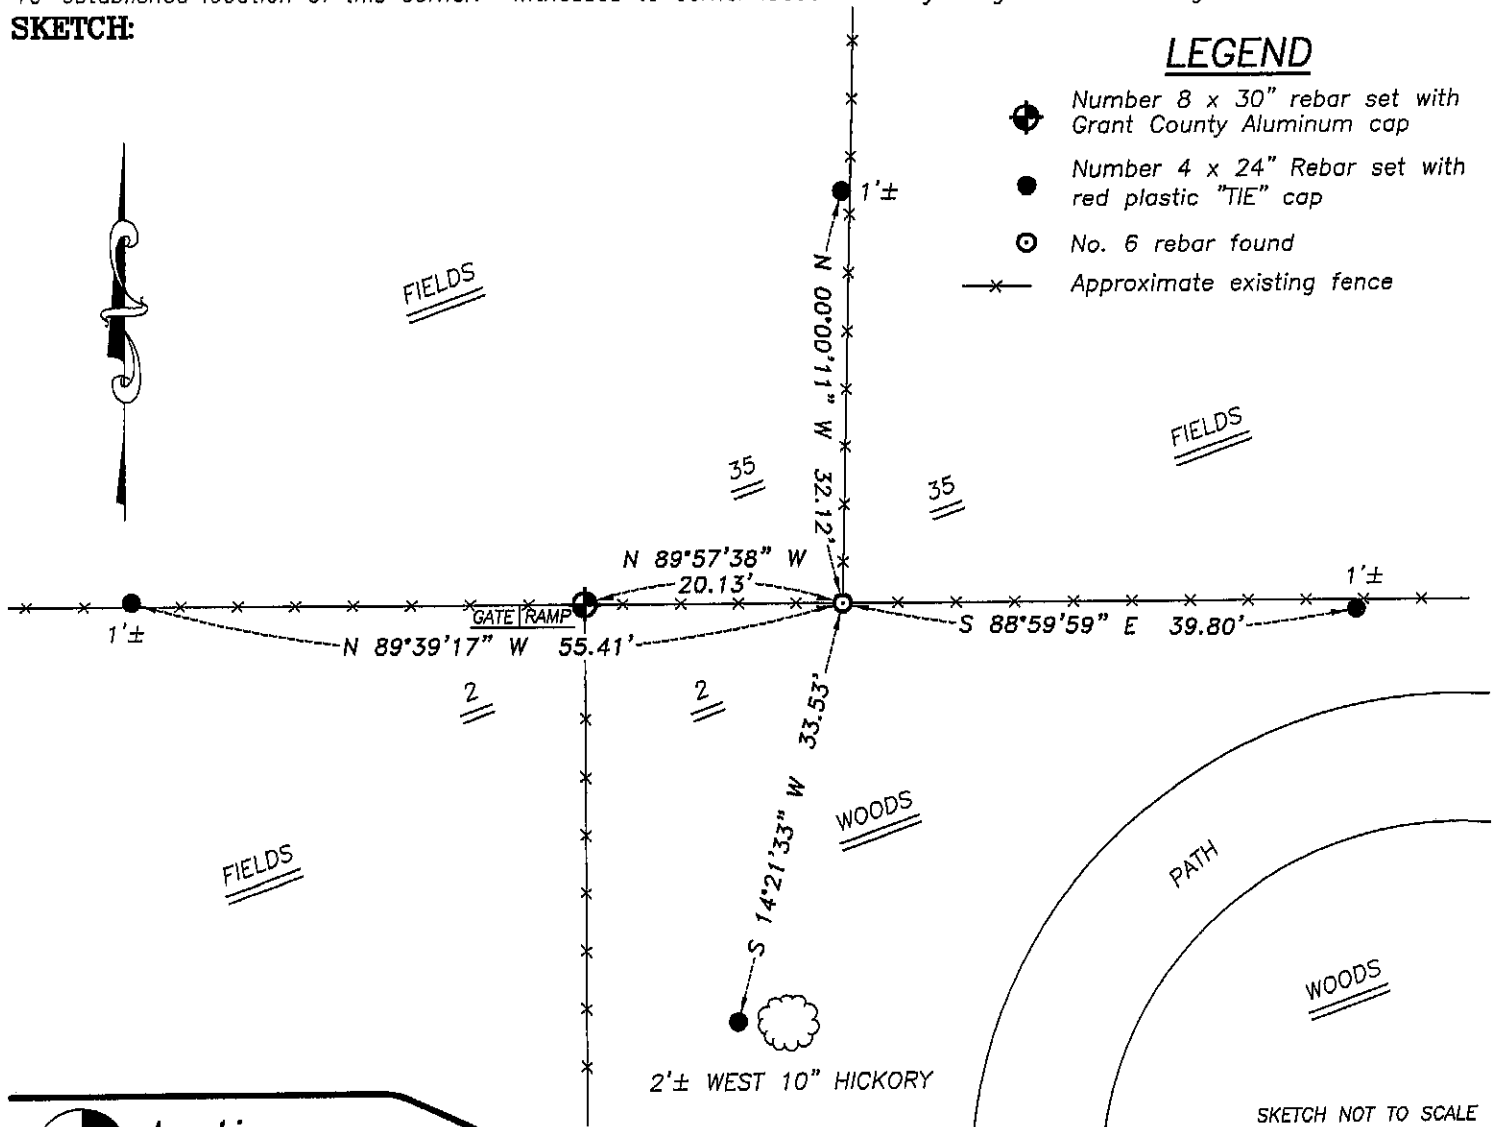 SKETCH:
LEGEND
Number 8 x 30" rebar set with
Grant County Aluminum cap
Number 4 x 24" Rebar set with
red plastic "TIE" cap
No. 6 rebar found
Approximate existing fence
1'±
N 00°00'11" W 32.12'
FIELDS
FIELDS
35
35
N 89°57'38" W
20.13'
1'±
GATE RAMP
S 88°59'59" E 39.80'
1'±
N 89°39'17" W 55.41'
2
2
S 14°21'33" W 33.53'
WOODS
PATH
FIELDS
WOODS
2'± WEST 10" HICKORY
SKETCH NOT TO SCALE